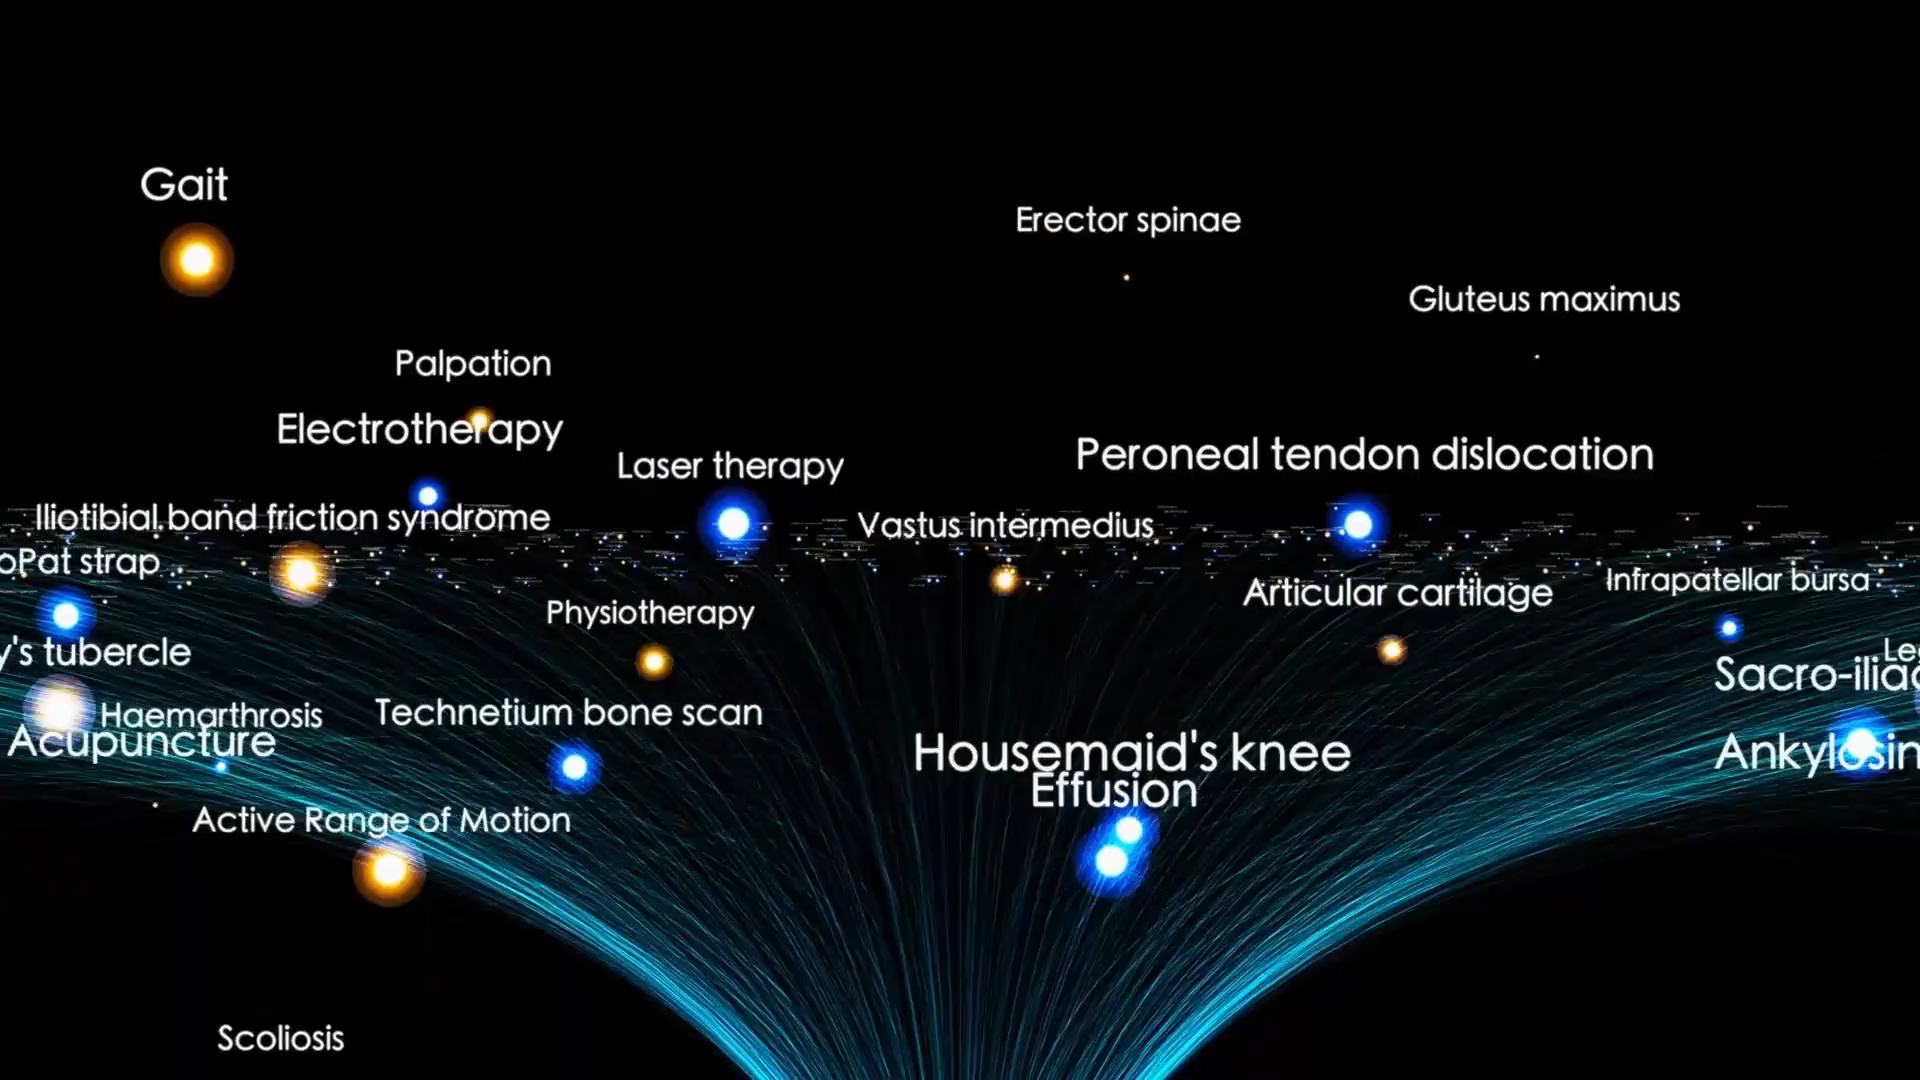 Gait
Erector spinae
Gluteus maximus
Palpation
Electrotherapy
Laser therapy
Peroneal tendon dislocation
Iliotibial band friction syndrome
Vastus intermedius
oPat strap
Physiotherapy
Articular cartilage
Infrapatellar bursa
y's tubercle
Sacro-iliac
Haemarthrosis
Acupuncture
Technetium bone scan
Housemaid's knee
Effusion
Ankylosin
Active Range of Motion
Scoliosis